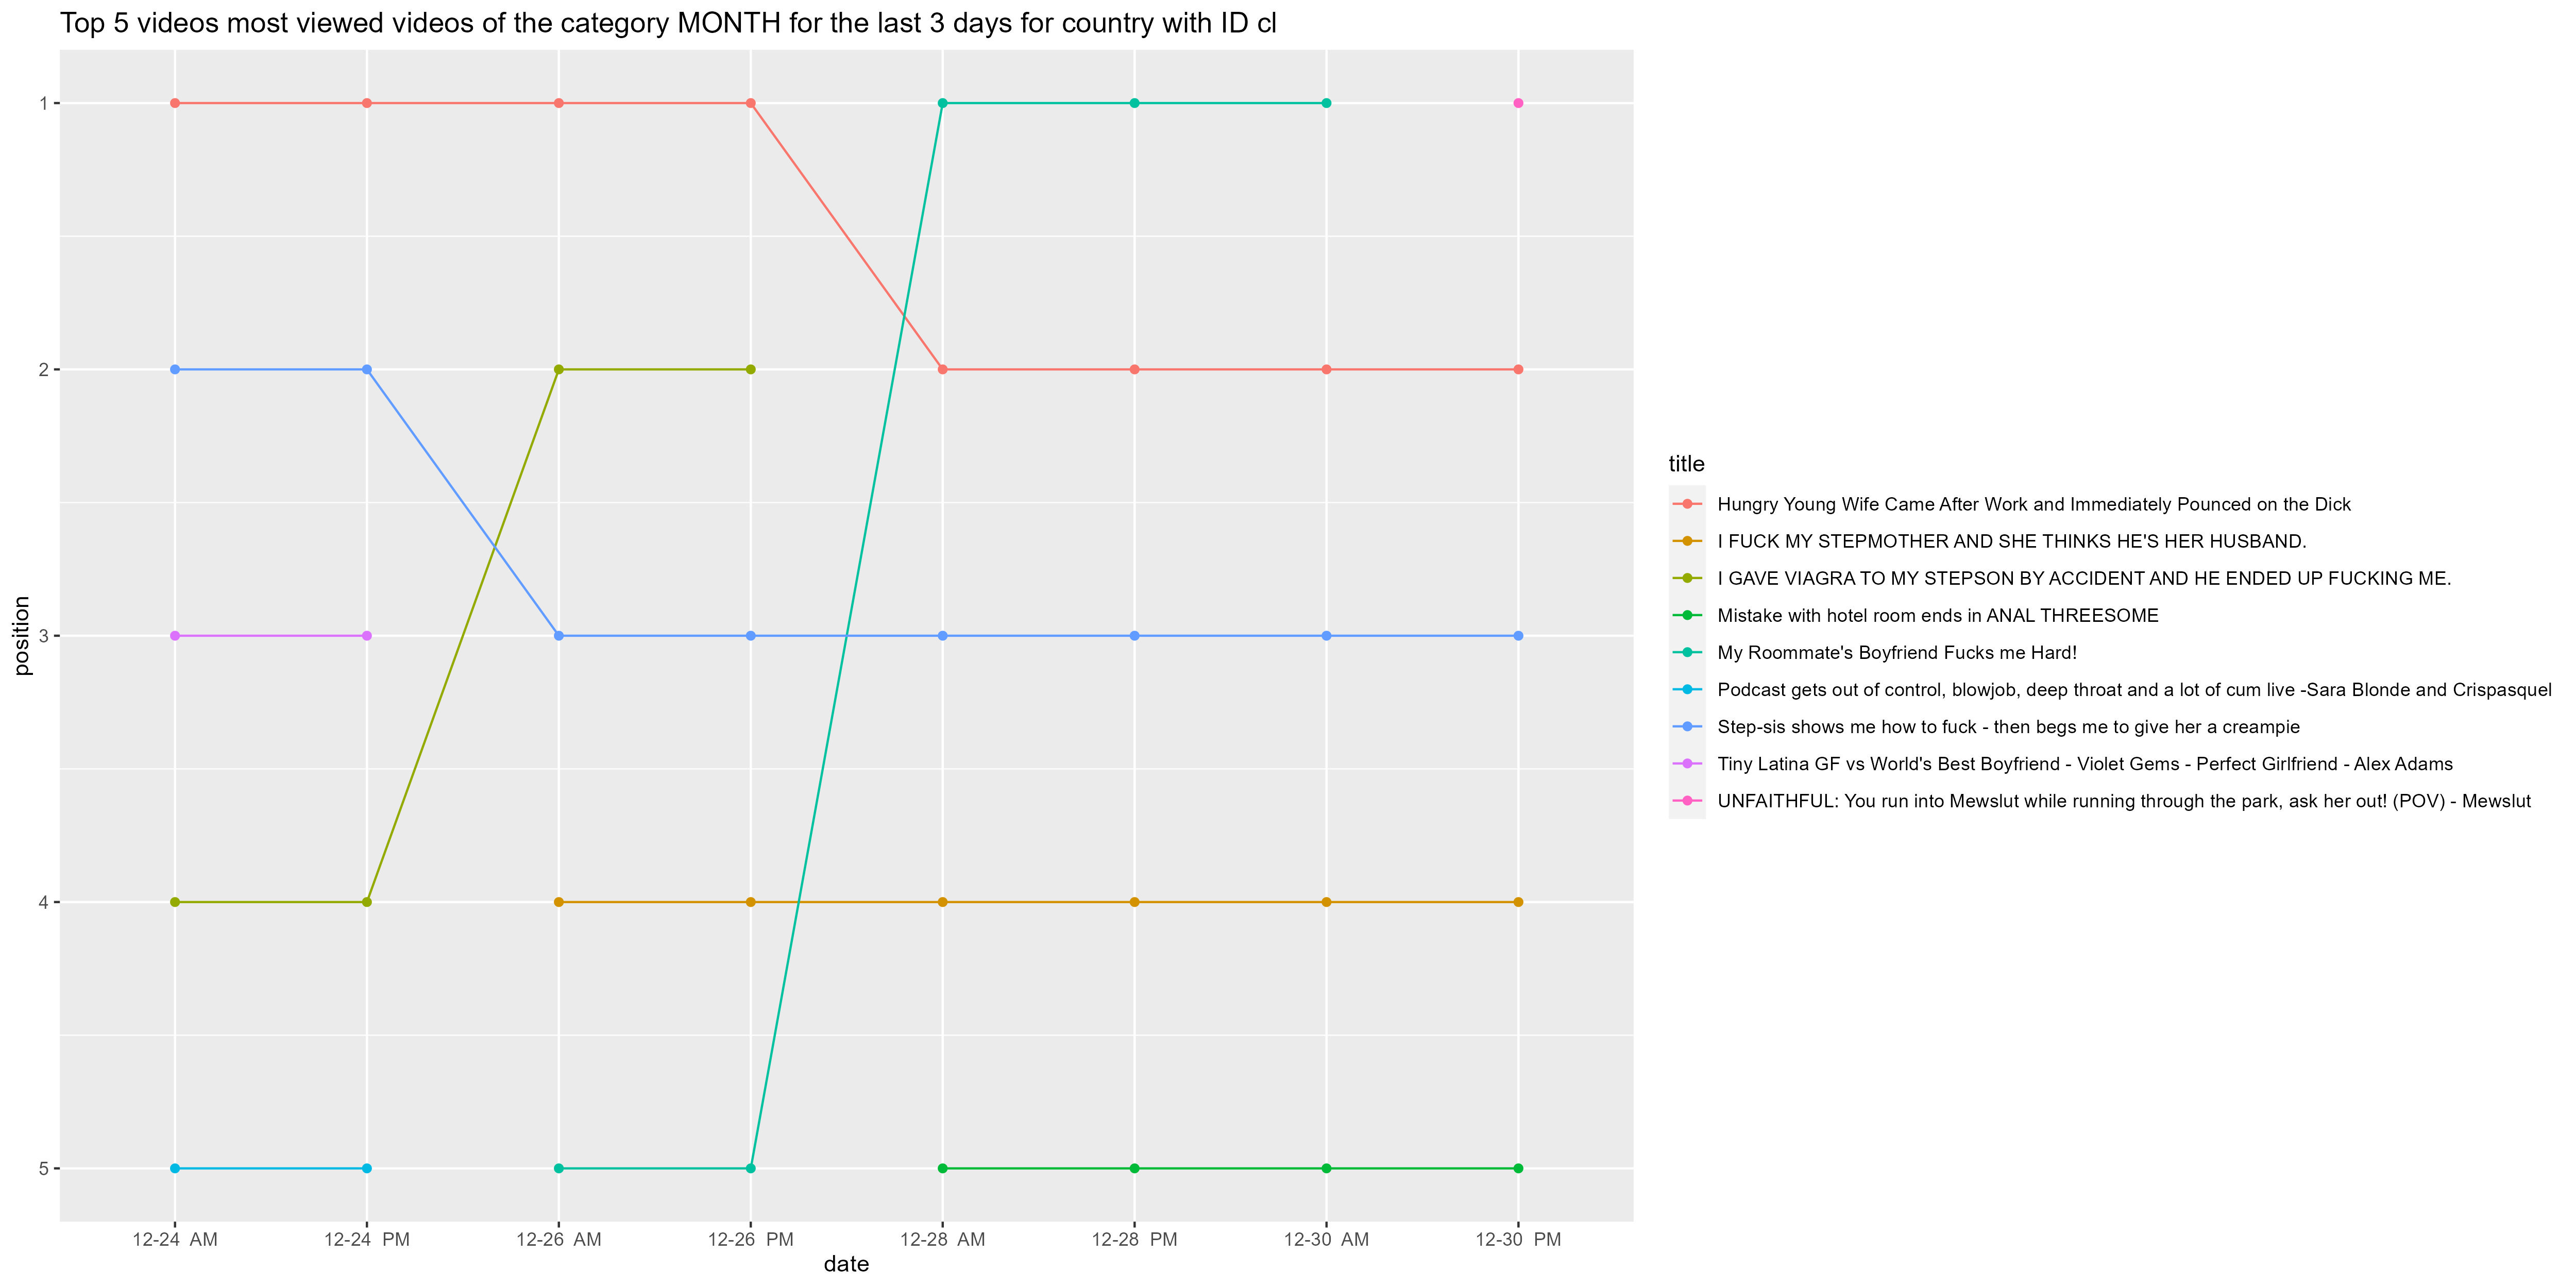 Top 5 videos most viewed videos of the category MONTH for the last 3 days for country with ID cl
position
1
2
3
4
5
12-24 AM
12-24 PM
12-26 AM
12-26 PM
12-28 AM
12-28 PM
12-30 AM
12-30 PM
date
title
Hungry Young Wife Came After Work and Immediately Pounced on the Dick
I FUCK MY STEPMOTHER AND SHE THINKS HE'S HER HUSBAND.
I GAVE VIAGRA TO MY STEPSON BY ACCIDENT AND HE ENDED UP FUCKING ME.
Mistake with hotel room ends in ANAL THREESOME
My Roommate's Boyfriend Fucks me Hard!
Podcast gets out of control, blowjob, deep throat and a lot of cum live -Sara Blonde and Crispasquel
Step-sis shows me how to fuck - then begs me to give her a creampie
Tiny Latina GF vs World's Best Boyfriend - Violet Gems - Perfect Girlfriend - Alex Adams
UNFAITHFUL: You run into Mewslut while running through the park, ask her out! (POV) - Mewslut